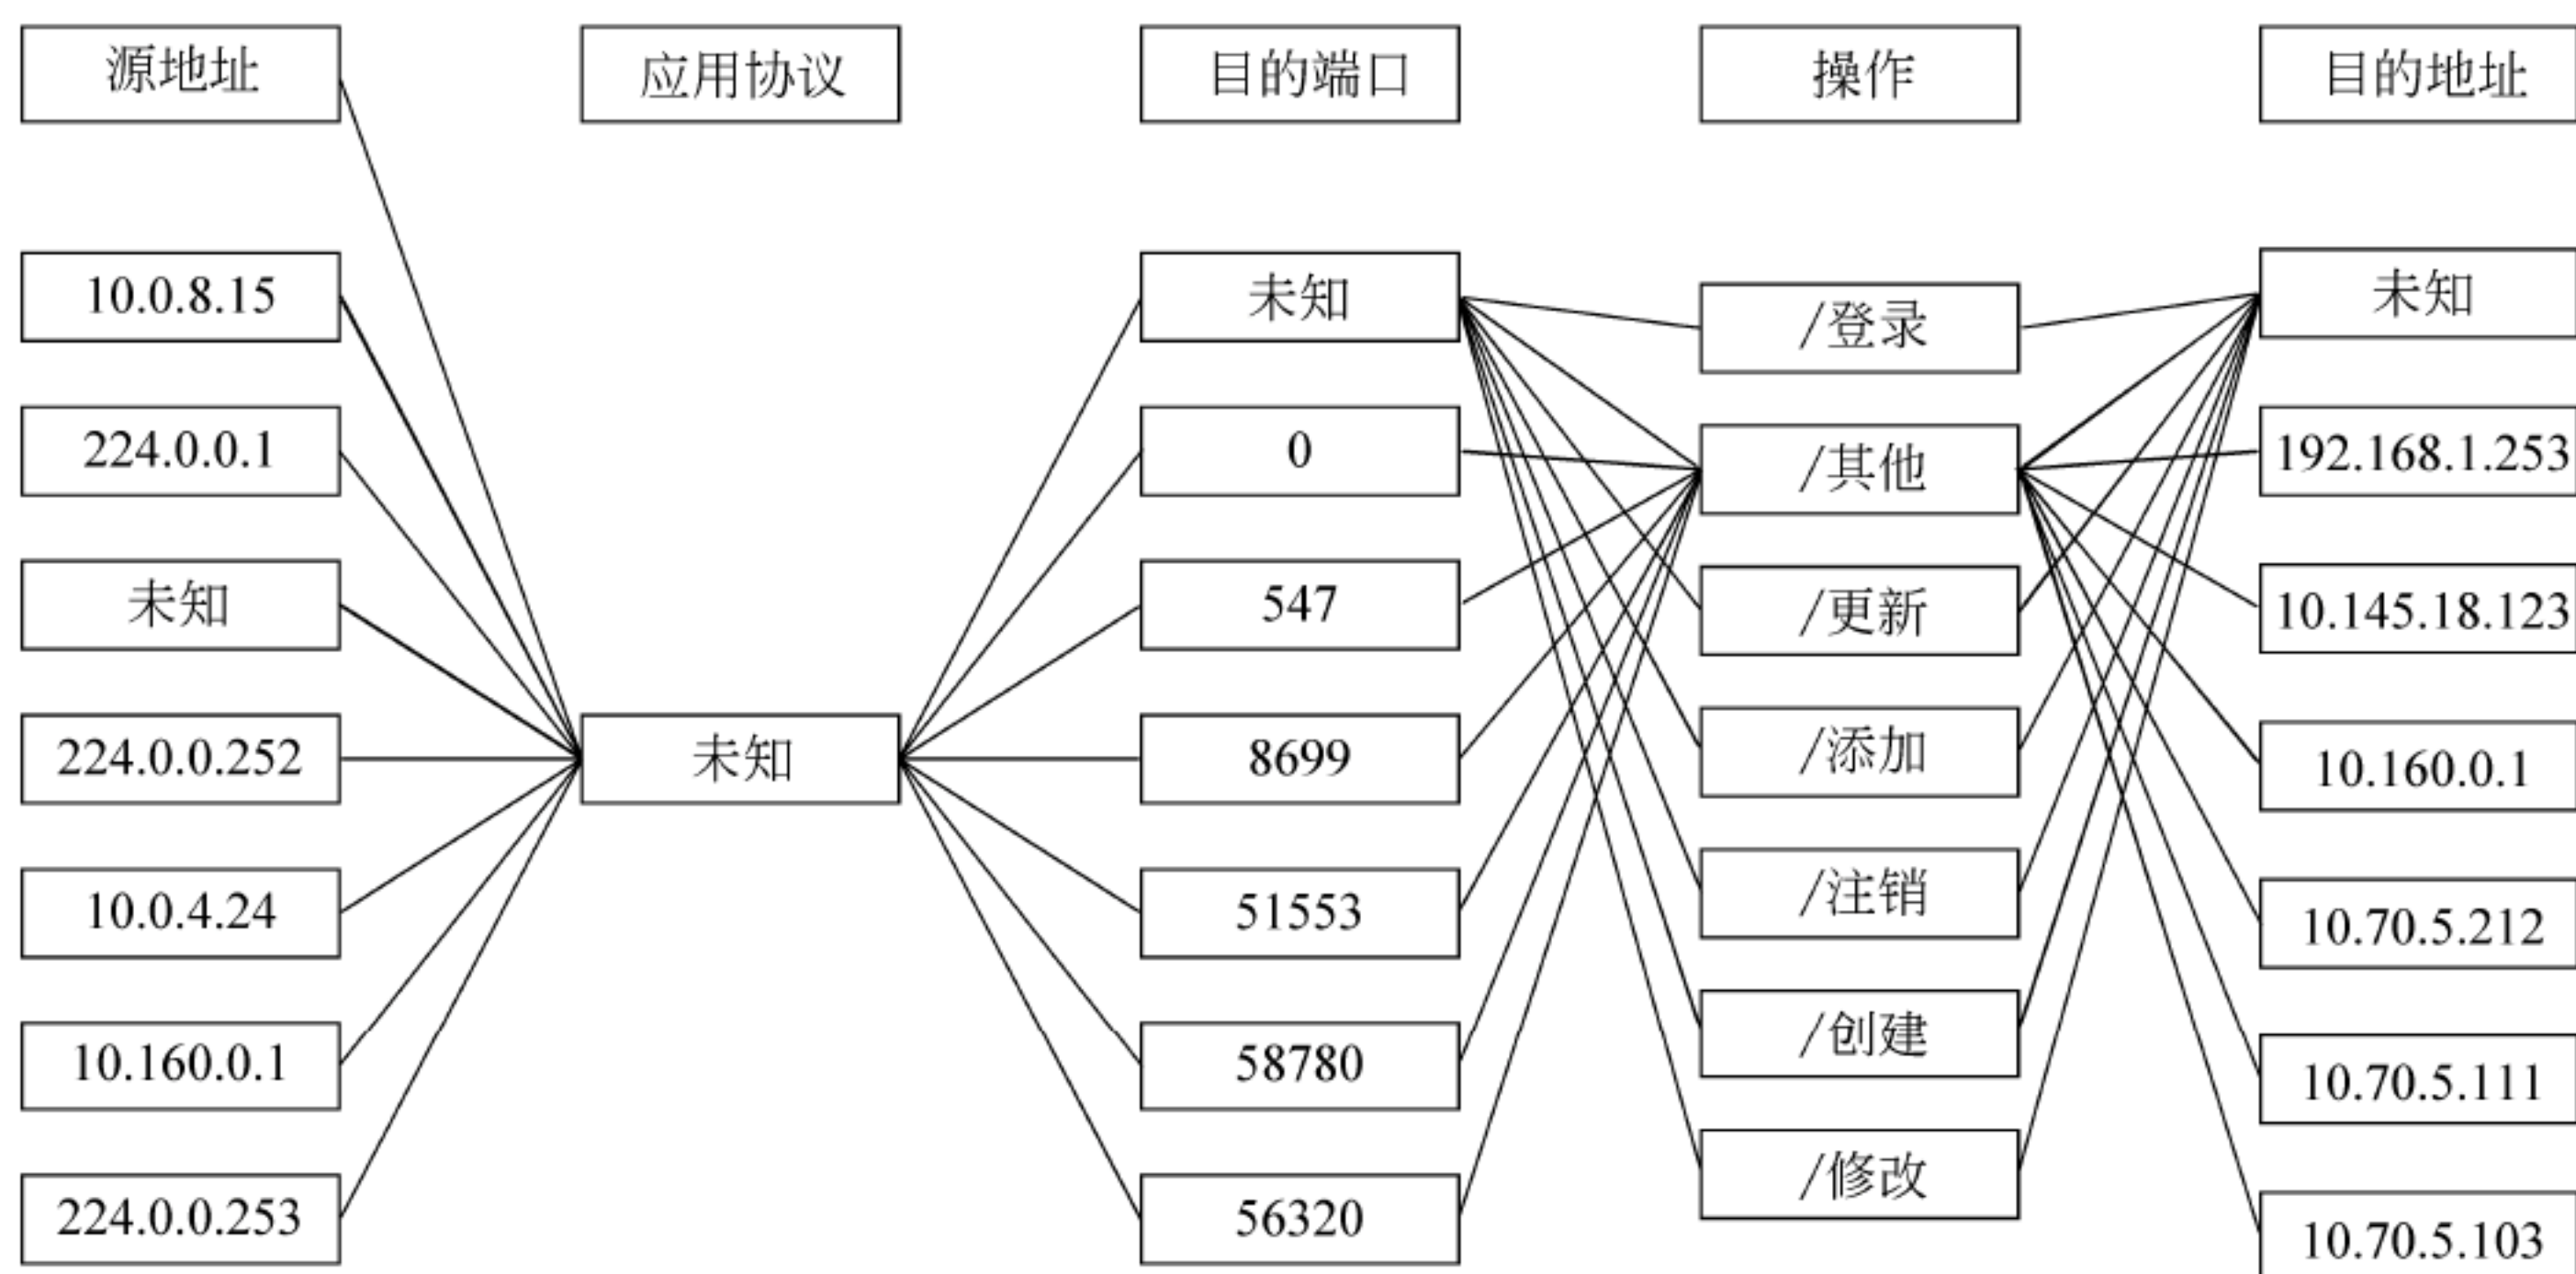 源地址
应用协议
目的端口
操作
目的地址
10.0.8.15
224.0.0.1
未知
224.0.0.252
10.0.4.24
10.160.0.1
224.0.0.253
未知
未知
0
547
8699
51553
58780
56320
/登录
/其他
/更新
/添加
/注销
/创建
/修改
未知
192.168.1.253
10.145.18.123
10.160.0.1
10.70.5.212
10.70.5.111
10.70.5.103